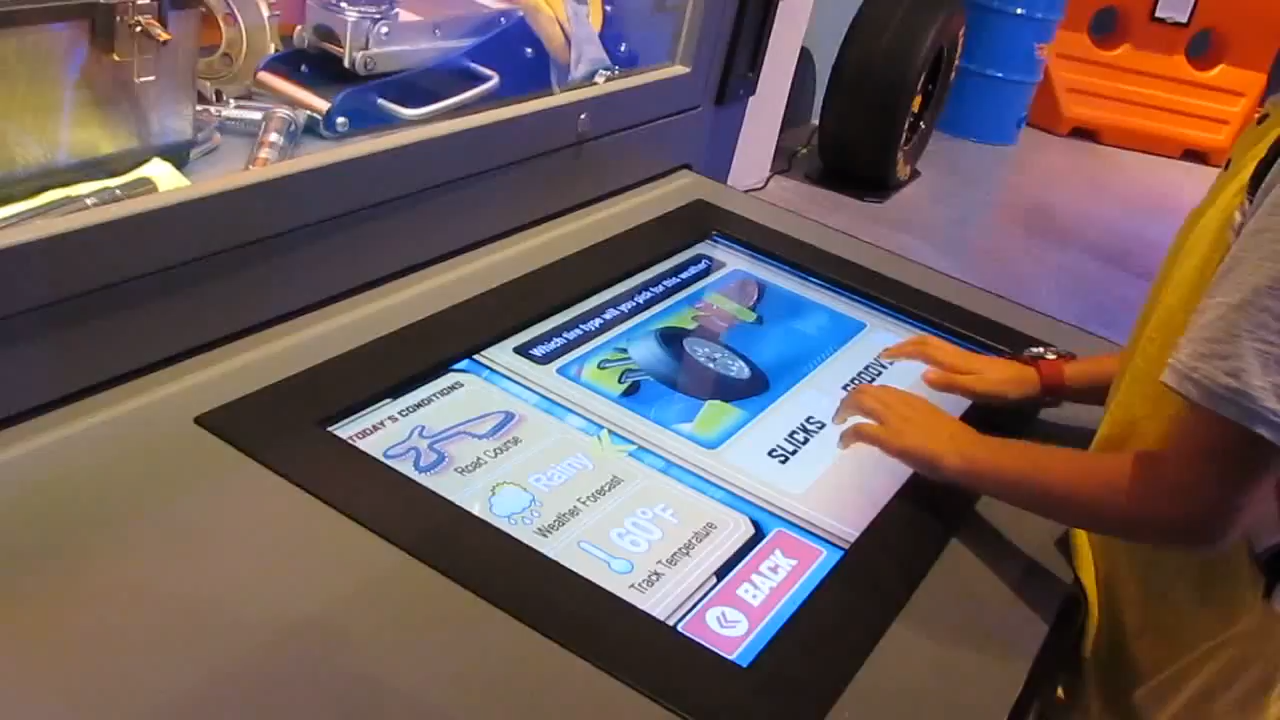 Which tire type will you pick for this weather?
TODAY'S CONDITIONS
Road Course
Rainy
Weather Forecast
60°F
Track Temperature
SLICKS
BACK